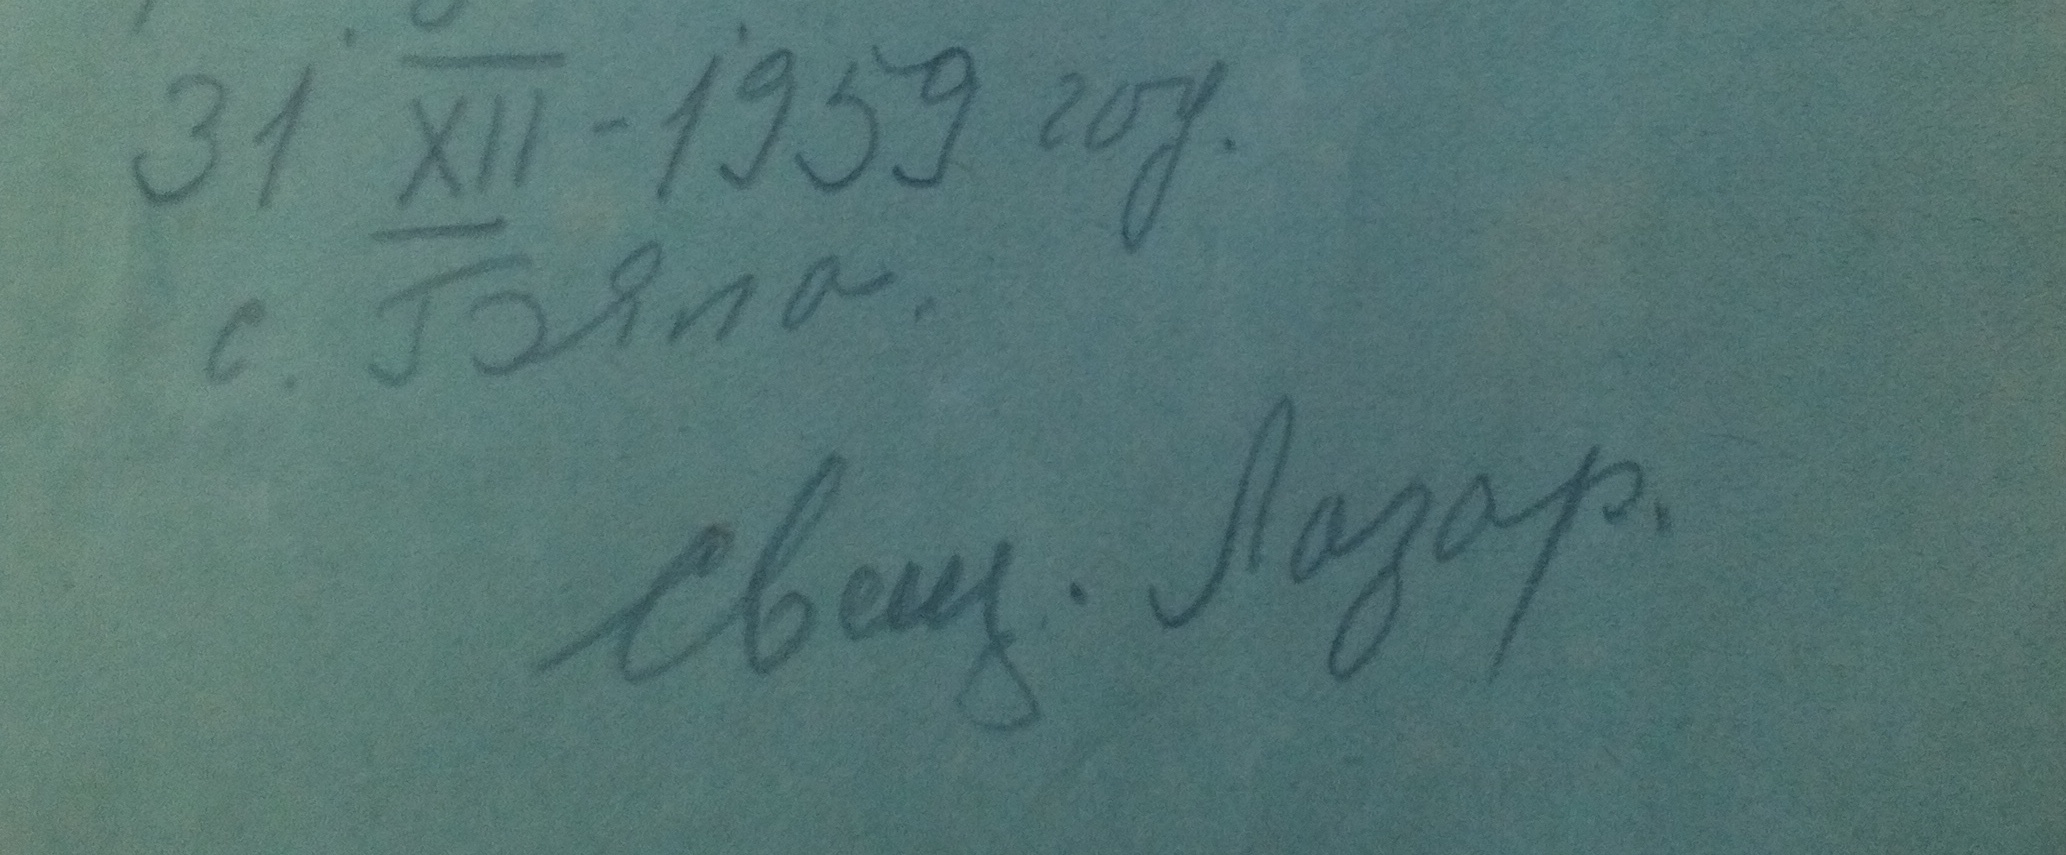 31 XII - 1959 год.
с. Бяла.
Свещ. Лазар.